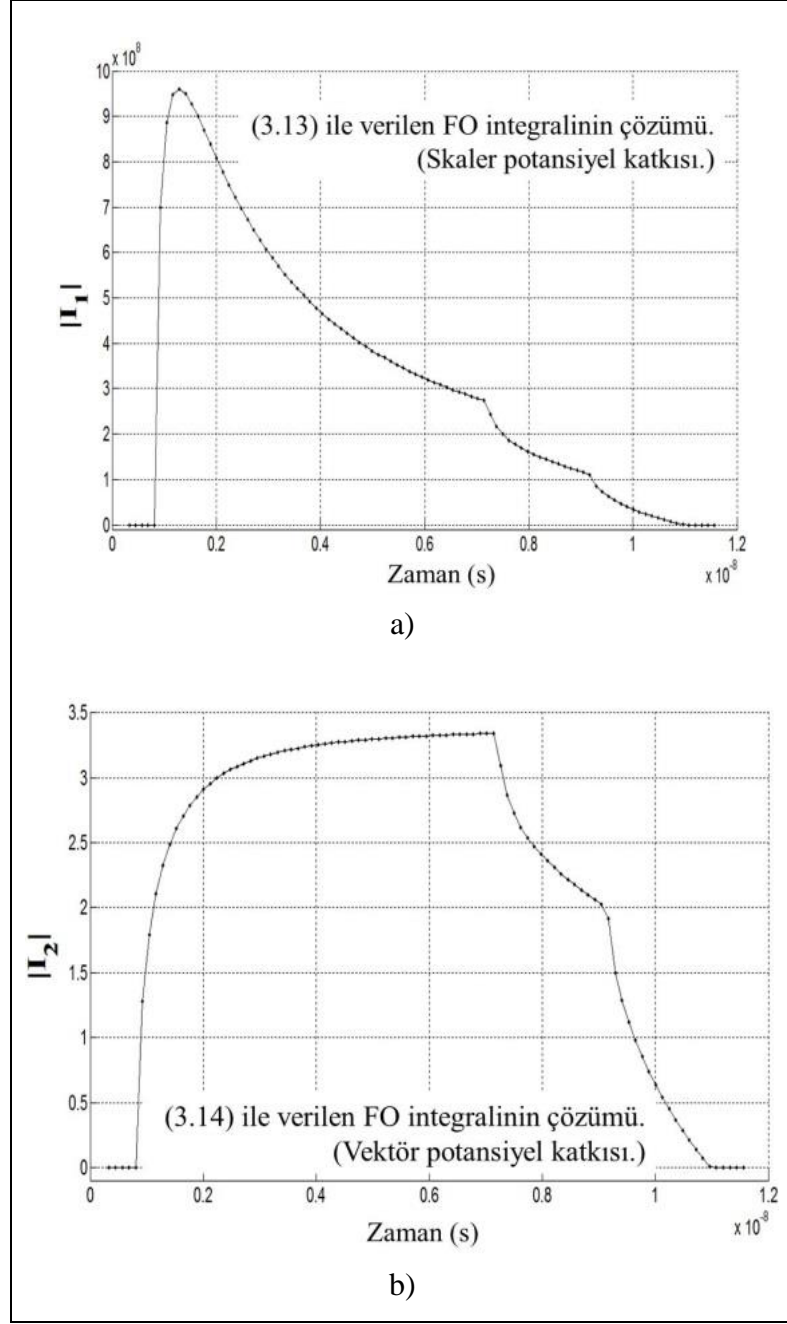 x 10^8
10
9
8
7
6
5
4
3
2
1
0
|I_1|
(3.13) ile verilen FO integralinin çözümü.
(Skaler potansiyel katkısı.)
0 0.2 0.4 0.6 0.8 1 1.2
Zaman (s)
x 10^-8
a)
3.5
3
2.5
2
1.5
1
0.5
0
|I_2|
(3.14) ile verilen FO integralinin çözümü.
(Vektör potansiyel katkısı.)
0 0.2 0.4 0.6 0.8 1 1.2
Zaman (s)
x 10^-8
b)